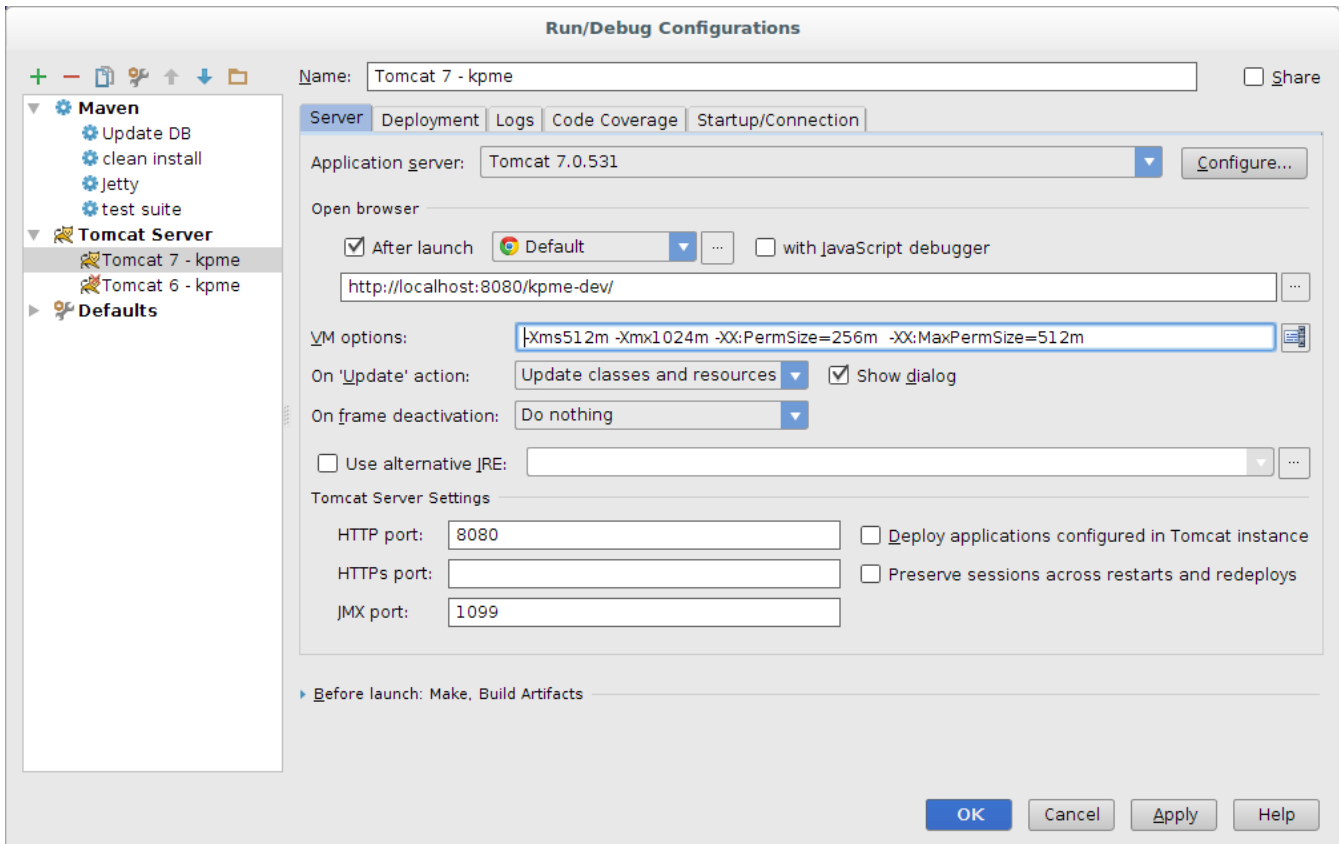 Run/Debug Configurations
Name: Tomcat 7 - kpme Share
Maven
Update DB
clean install
Jetty
test suite
Tomcat Server
Tomcat 7 - kpme
Tomcat 6 - kpme
Defaults
Server Deployment Logs Code Coverage Startup/Connection
Application server: Tomcat 7.0.531 Configure...
Open browser
After launch Default ... with JavaScript debugger
http://localhost:8080/kpme-dev/ ...
VM options: -Xms512m -Xmx1024m -XX:PermSize=256m  -XX:MaxPermSize=512m
On 'Update' action: Update classes and resources Show dialog
On frame deactivation: Do nothing
Use alternative JRE: ...
Tomcat Server Settings
HTTP port: 8080 Deploy applications configured in Tomcat instance
HTTPs port: Preserve sessions across restarts and redeploys
JMX port: 1099
Before launch: Make, Build Artifacts
OK Cancel Apply Help